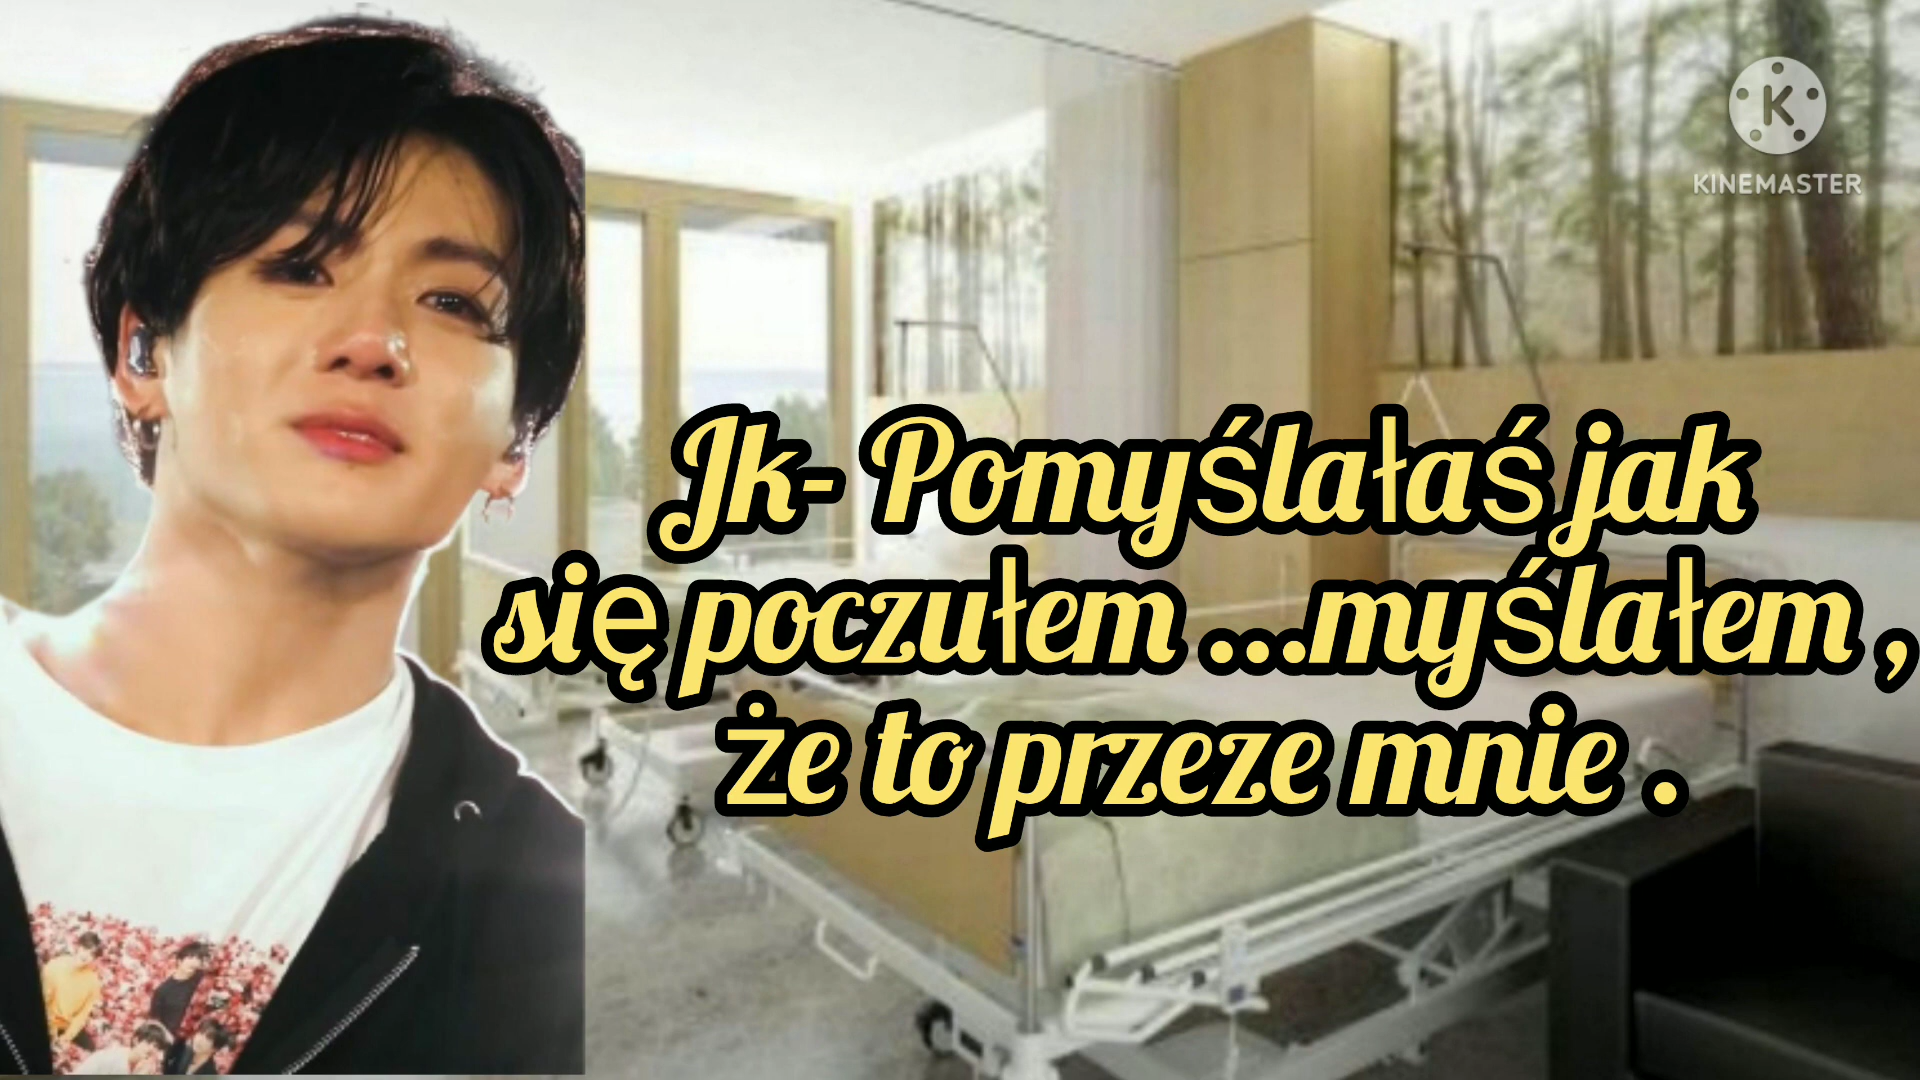 KINEMASTER
Jk- Pomyślałaś jak
się poczułem ...myślałem ,
że to przeze mnie .